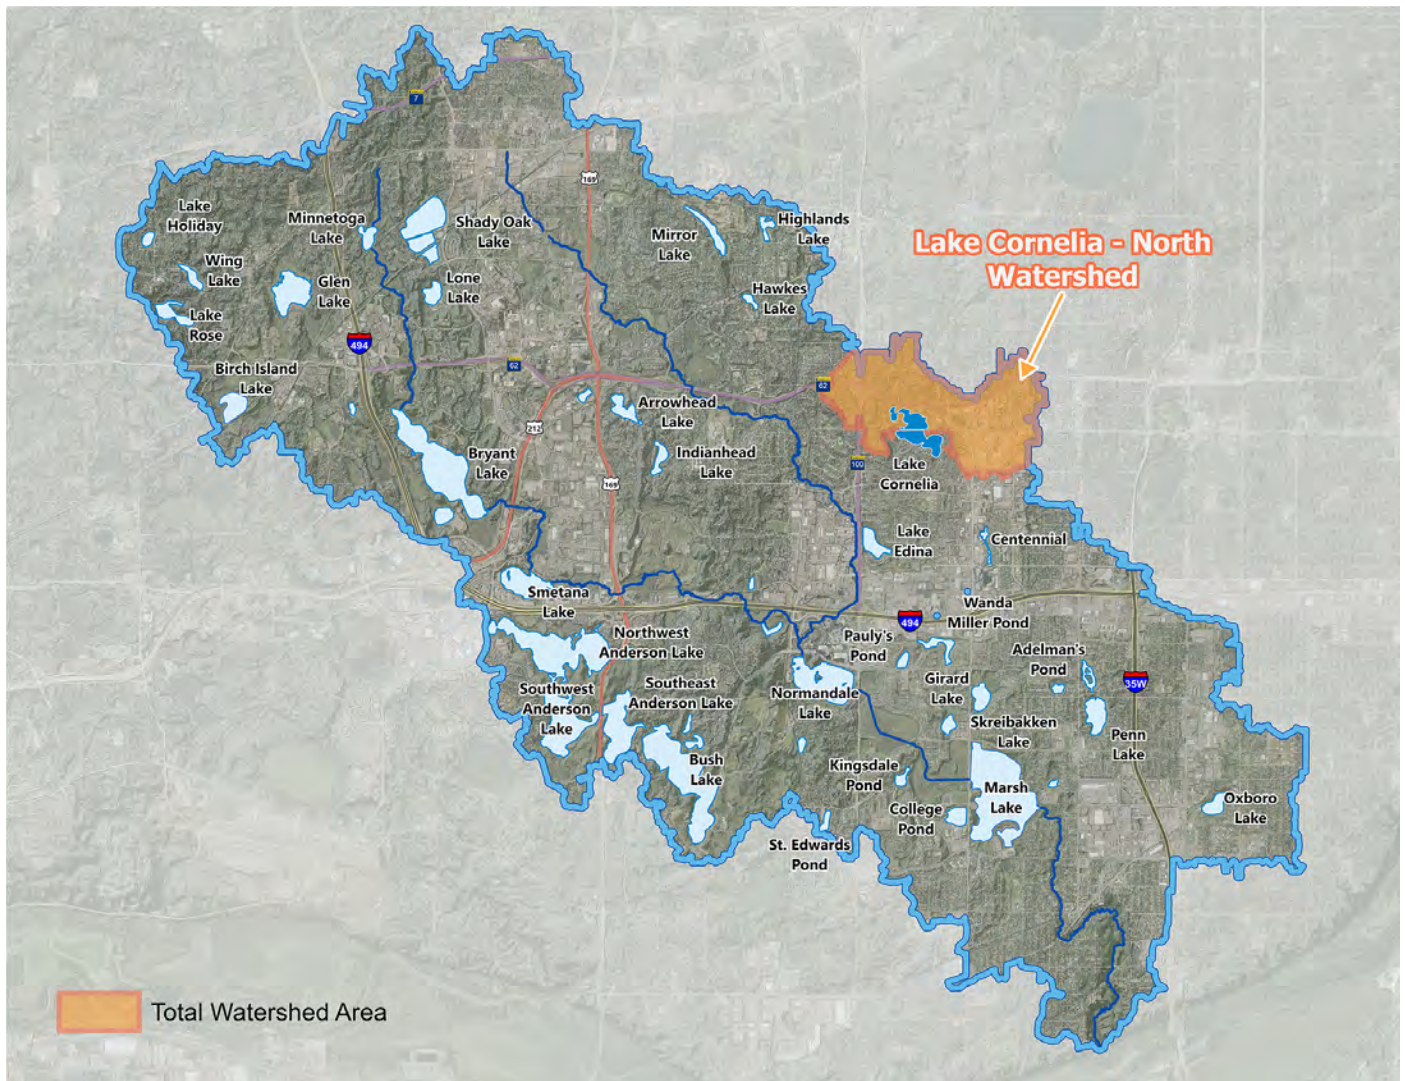 7
169
Lake
Holiday
Minnetoga
Lake
Shady Oak
Lake
Mirror
Lake
Highlands
Lake
Lake Cornelia - North
Watershed
Wing
Lake
Glen
Lake
Lone
Lake
Hawkes
Lake
Lake
Rose
494
Birch Island
Lake
62
62
Arrowhead
Lake
212
Bryant
Lake
Indianhead
Lake
169
100
Lake
Cornelia
Lake
Edina
Centennial
Smetana
Lake
Wanda
Miller Pond
494
Northwest
Anderson Lake
Pauly's
Pond
Adelman's
Pond
Southwest
Anderson
Lake
Southeast
Anderson Lake
Normandale
Lake
Girard
Lake
35W
Skreibakken
Lake
Penn
Lake
Bush
Lake
Kingsdale
Pond
Marsh
Lake
College
Pond
Oxboro
Lake
St. Edwards
Pond
Total Watershed Area